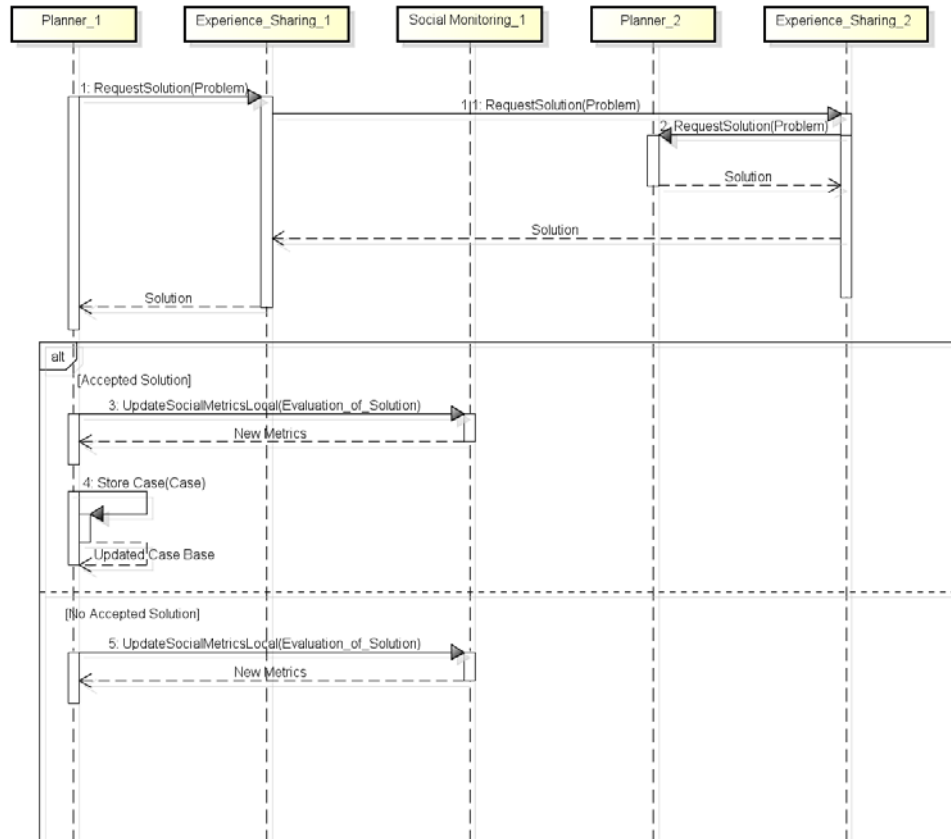 Planner_1
Experience_Sharing_1
Social Monitoring_1
Planner_2
Experience_Sharing_2
1: RequestSolution(Problem)
1.1: RequestSolution(Problem)
2: RequestSolution(Problem)
Solution
Solution
Solution
alt
[Accepted Solution]
3: UpdateSocialMetricsLocal(Evaluation_of_Solution)
New Metrics
4: Store Case(Case)
Updated Case Base
[No Accepted Solution]
5: UpdateSocialMetricsLocal(Evaluation_of_Solution)
New Metrics